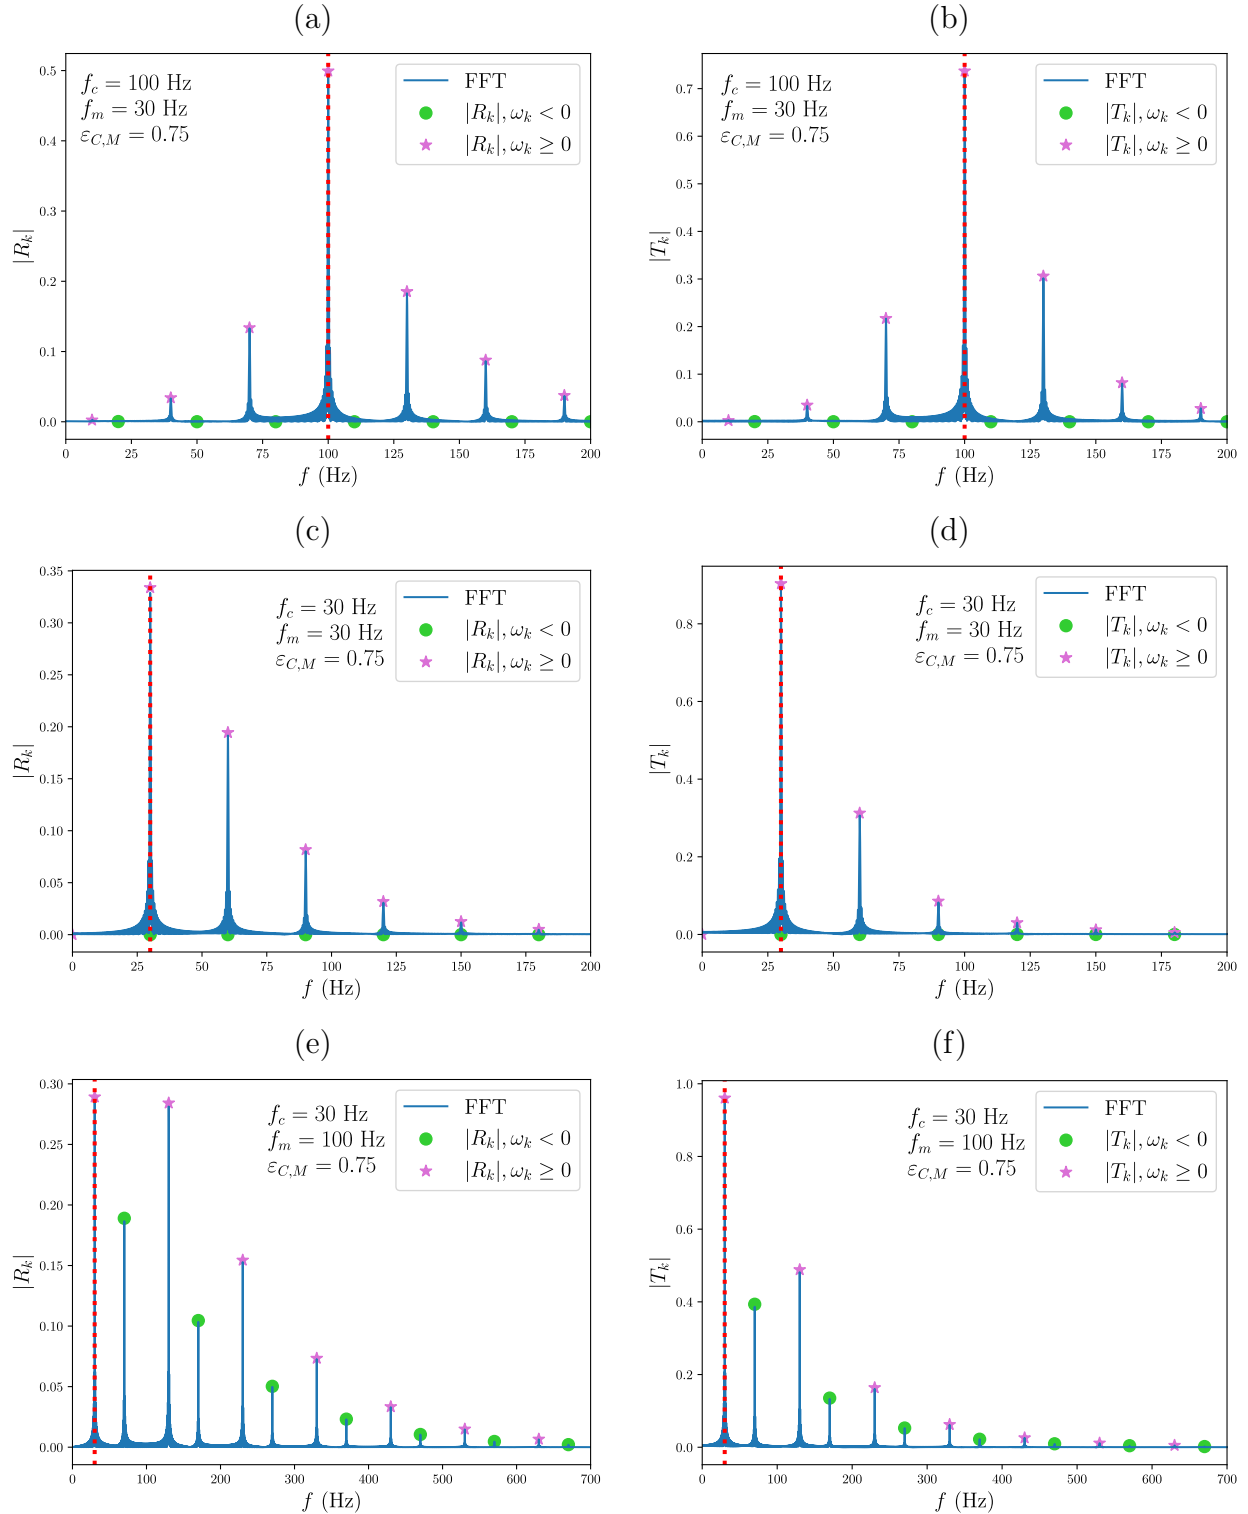 (a)
f_c = 100 Hz
f_m = 30 Hz
ε_{C,M} = 0.75
FFT
|R_k|, ω_k < 0
|R_k|, ω_k ≥ 0
|R_k|
0.5
0.4
0.3
0.2
0.1
0.0
0 25 50 75 100 125 150 175 200
f (Hz)
(b)
f_c = 100 Hz
f_m = 30 Hz
ε_{C,M} = 0.75
FFT
|T_k|, ω_k < 0
|T_k|, ω_k ≥ 0
|T_k|
0.7
0.6
0.5
0.4
0.3
0.2
0.1
0.0
0 25 50 75 100 125 150 175 200
f (Hz)
(c)
f_c = 30 Hz
f_m = 30 Hz
ε_{C,M} = 0.75
FFT
|R_k|, ω_k < 0
|R_k|, ω_k ≥ 0
|R_k|
0.35
0.30
0.25
0.20
0.15
0.10
0.05
0.00
0 25 50 75 100 125 150 175 200
f (Hz)
(d)
f_c = 30 Hz
f_m = 30 Hz
ε_{C,M} = 0.75
FFT
|T_k|, ω_k < 0
|T_k|, ω_k ≥ 0
|T_k|
0.8
0.6
0.4
0.2
0.0
0 25 50 75 100 125 150 175 200
f (Hz)
(e)
f_c = 30 Hz
f_m = 100 Hz
ε_{C,M} = 0.75
FFT
|R_k|, ω_k < 0
|R_k|, ω_k ≥ 0
|R_k|
0.30
0.25
0.20
0.15
0.10
0.05
0.00
0 100 200 300 400 500 600 700
f (Hz)
(f)
f_c = 30 Hz
f_m = 100 Hz
ε_{C,M} = 0.75
FFT
|T_k|, ω_k < 0
|T_k|, ω_k ≥ 0
|T_k|
1.0
0.8
0.6
0.4
0.2
0.0
0 100 200 300 400 500 600 700
f (Hz)